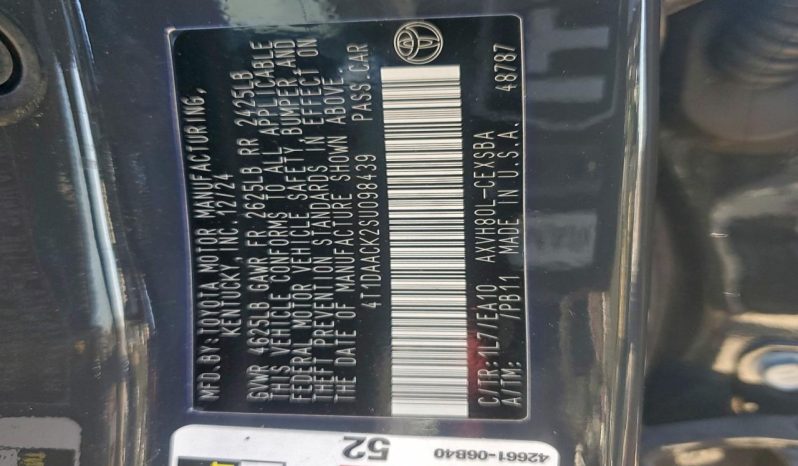 MFD.BY:TOYOTA MOTOR MANUFACTURING,
KENTUCKY, INC. 12/24
GVWR 4625LB GAWR FR 2625LB RR 2425LB
THIS VEHICLE CONFORMS TO ALL APPLICABLE
FEDERAL MOTOR VEHICLE SAFETY, BUMPER, AND
THEFT PREVENTION STANDARDS IN EFFECT ON
THE DATE OF MANUFACTURE SHOWN ABOVE.
4T1DAACK2SU098439 PASS.CAR
C/TR:1L7/EA10 AXVH80L-CEXSBA
A/TM: /PB11 MADE IN U.S.A. 48787
52
42661-06B40